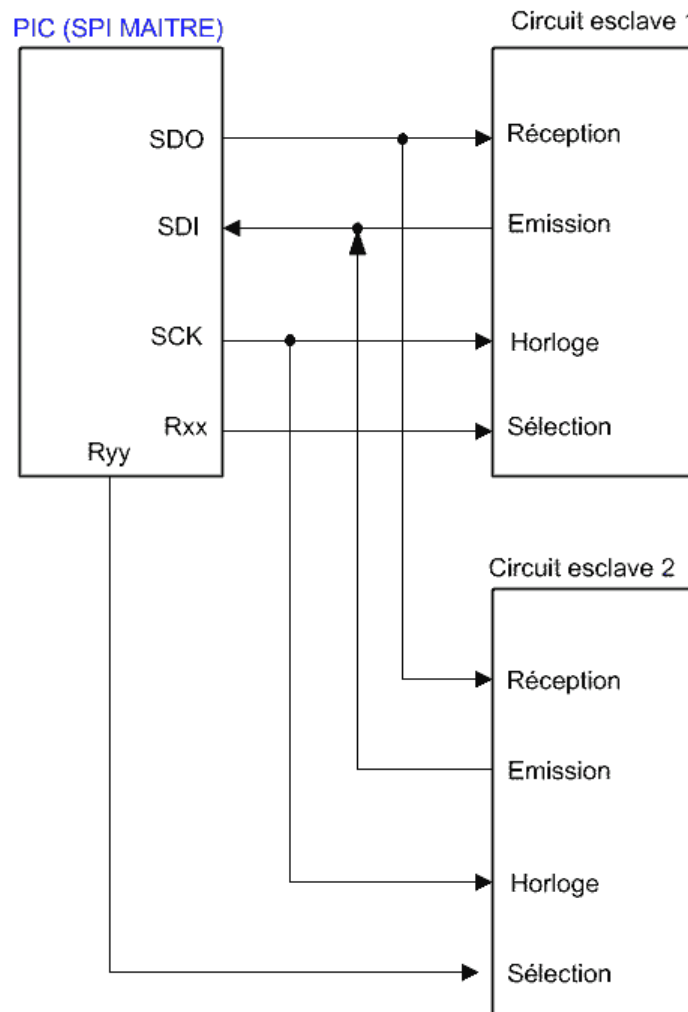 PIC (SPI MAITRE)
Circuit esclave 1
SDO
Réception
SDI
Emission
SCK
Horloge
Rxx
Sélection
Ryy
Circuit esclave 2
Réception
Emission
Horloge
Sélection